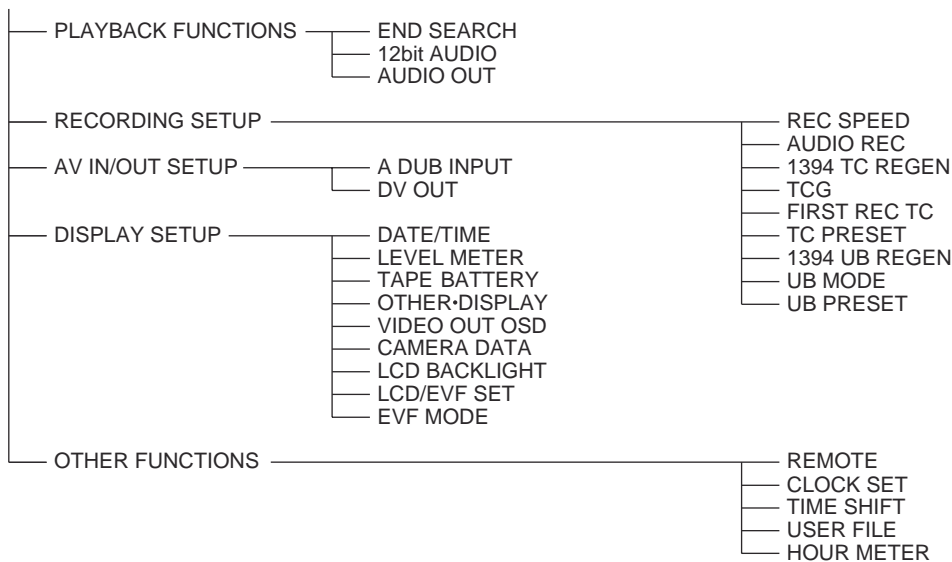 PLAYBACK FUNCTIONS
END SEARCH
12bit AUDIO
AUDIO OUT
RECORDING SETUP
REC SPEED
AUDIO REC
1394 TC REGEN
TCG
FIRST REC TC
TC PRESET
1394 UB REGEN
UB MODE
UB PRESET
AV IN/OUT SETUP
A DUB INPUT
DV OUT
DISPLAY SETUP
DATE/TIME
LEVEL METER
TAPE BATTERY
OTHER•DISPLAY
VIDEO OUT OSD
CAMERA DATA
LCD BACKLIGHT
LCD/EVF SET
EVF MODE
OTHER FUNCTIONS
REMOTE
CLOCK SET
TIME SHIFT
USER FILE
HOUR METER